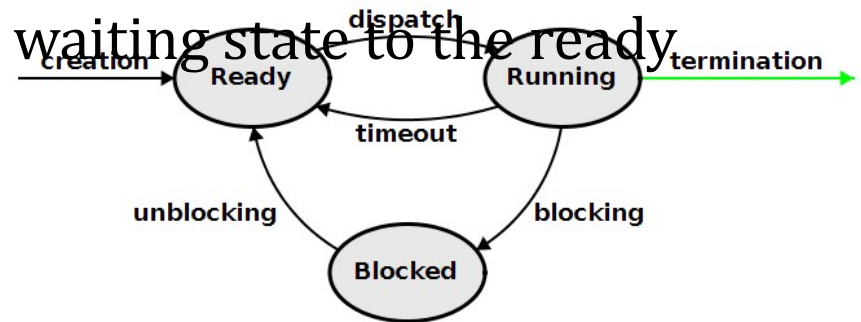 dispatch
waiting state to the ready
creation
termination
Ready
Running
timeout
unblocking
blocking
Blocked